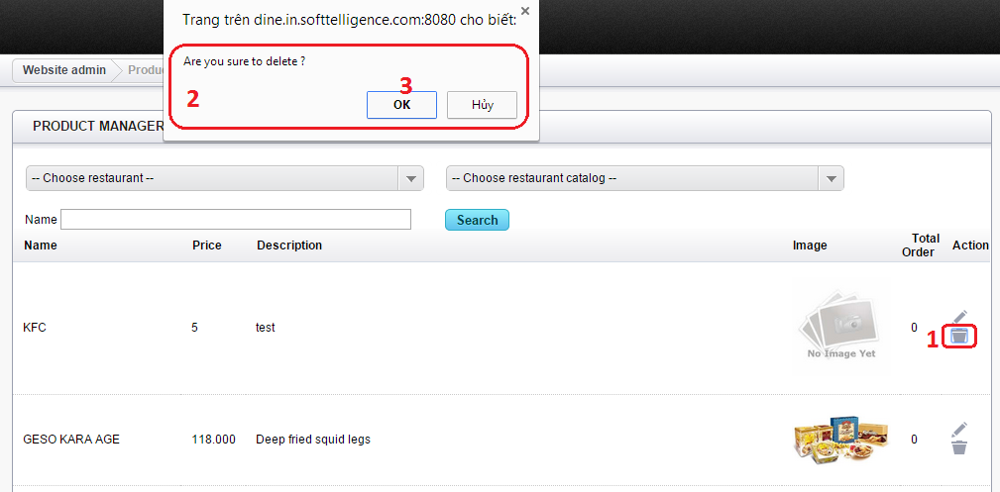 Trang trên dine.in.softtelligence.com:8080 cho biết:
Are you sure to delete ?
3
2
OK
Hủy
Website admin
Produ
PRODUCT MANAGER
-- Choose restaurant --
-- Choose restaurant catalog --
Name
Search
Name
Price
Description
Image
Total
Order
Action
KFC
5
test
No Image Yet
0
1
GESO KARA AGE
118.000
Deep fried squid legs
0